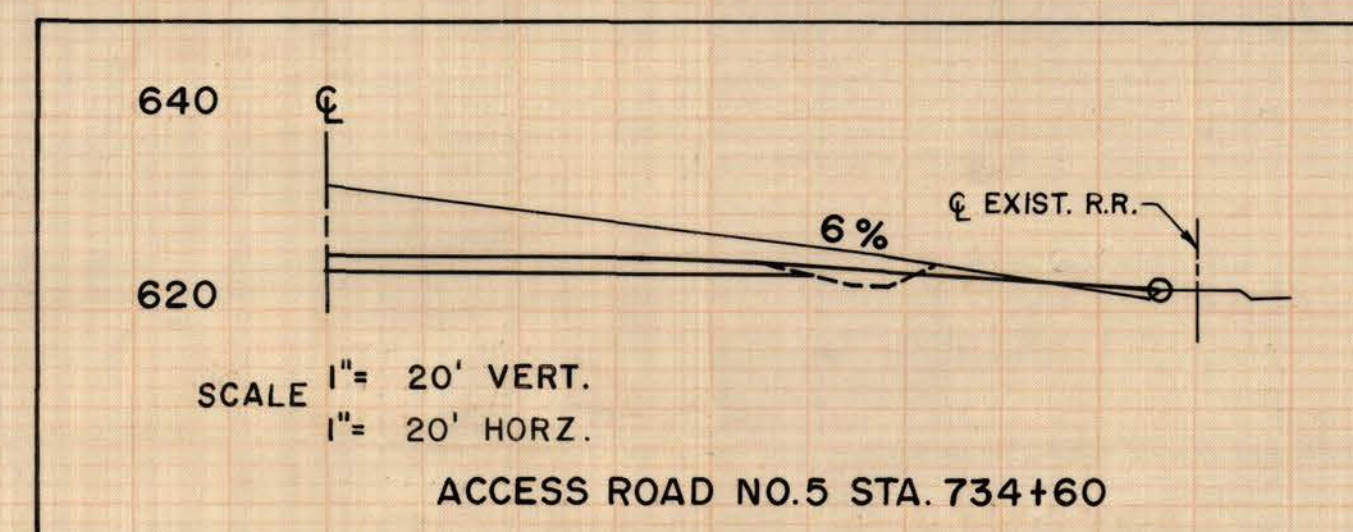 640 ℄
℄ EXIST. R.R.
6%
620
SCALE 1"= 20' VERT.
1"= 20' HORZ.
ACCESS ROAD NO.5 STA. 734+60